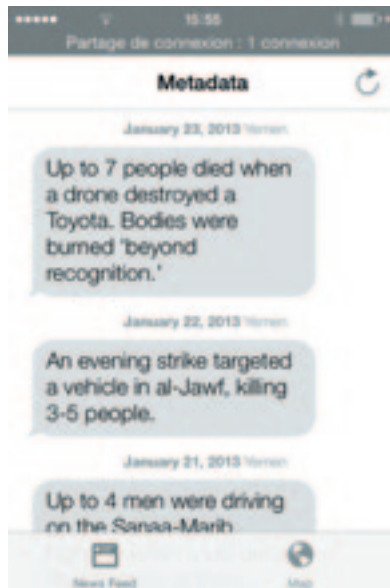 15:55
Partage de connexion : 1 connexion
Metadata
January 23, 2013 Yemen
Up to 7 people died when
a drone destroyed a
Toyota. Bodies were
burned 'beyond
recognition.'
January 22, 2013 Yemen
An evening strike targeted
a vehicle in al-Jawf, killing
3-5 people.
January 21, 2013 Yemen
Up to 4 men were driving
on the Sanaa-Marib
News Feed
Map